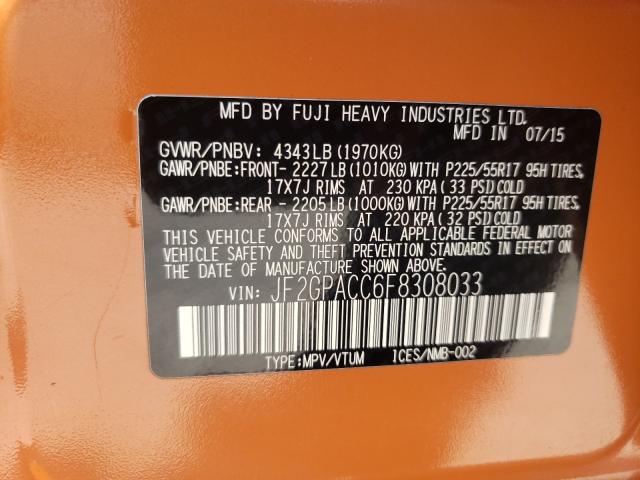 MFD BY FUJI HEAVY INDUSTRIES LTD.
MFD IN 07/15
GVWR/PNBV: 4343LB (1970KG)
GAWR/PNBE:FRONT- 2227LB (1010KG) WITH P225/55R17 95H TIRES,
17X7J RIMS AT 230 KPA (33 PSI) COLD
GAWR/PNBE:REAR - 2205LB (1000KG) WITH P225/55R17 95H TIRES,
17X7J RIMS AT 220 KPA (32 PSI) COLD
THIS VEHICLE CONFORMS TO ALL APPLICABLE FEDERAL MOTOR
VEHICLE SAFETY AND THEFT PREVENTION STANDARDS IN EFFECT ON
THE DATE OF MANUFACTURE SHOWN ABOVE.
VIN: JF2GPACC6F8308033
TYPE:MPV/VTUM ICES/NMB-002